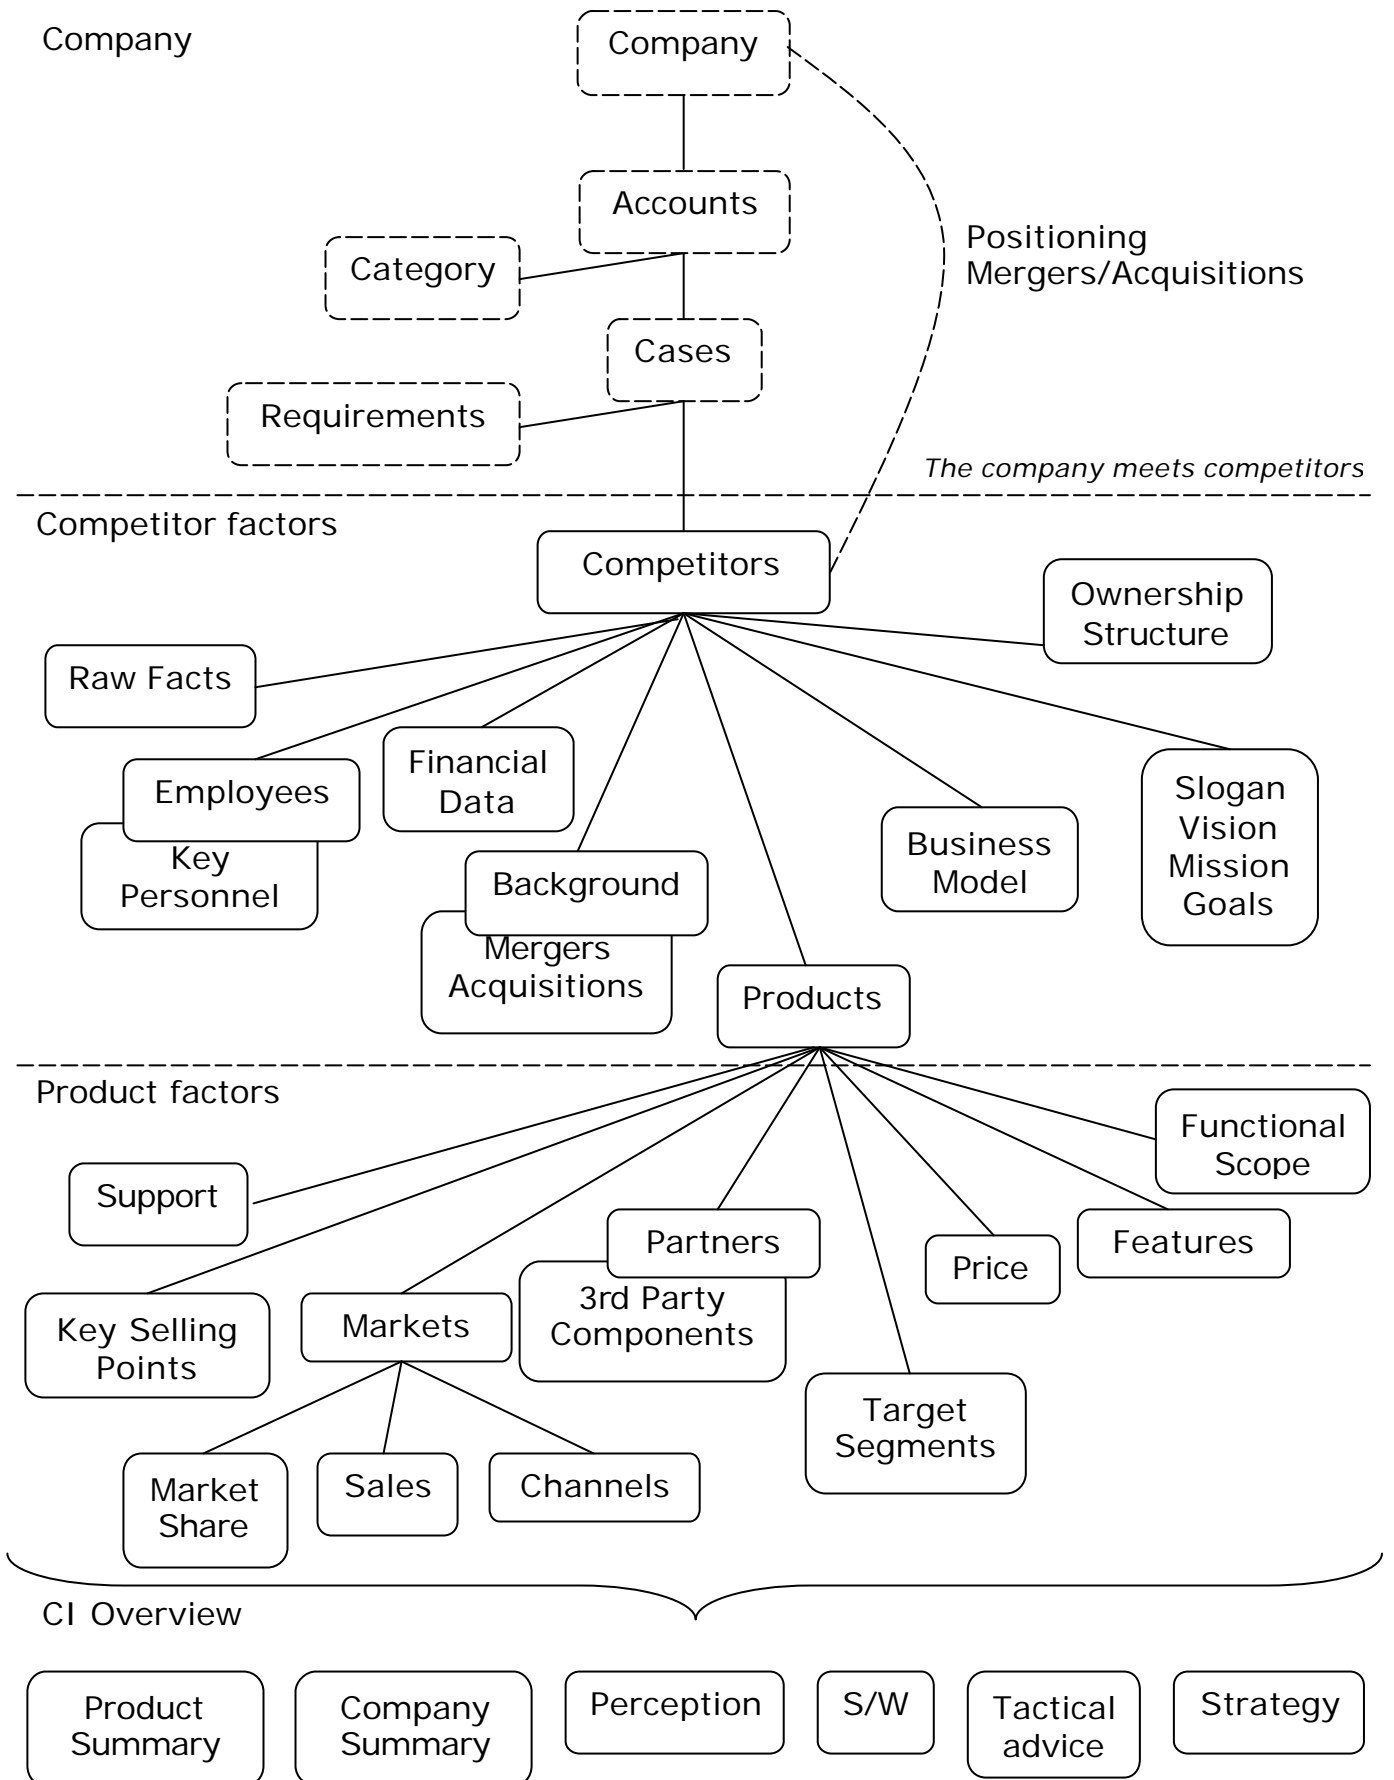 Company
Company
Accounts
Category
Positioning
Mergers/Acquisitions
Cases
Requirements
The company meets competitors
Competitor factors
Competitors
Ownership
Structure
Raw Facts
Employees
Key
Personnel
Financial
Data
Background
Mergers
Acquisitions
Business
Model
Slogan
Vision
Mission
Goals
Products
Product factors
Functional
Scope
Support
Partners
3rd Party
Components
Price
Features
Key Selling
Points
Markets
Target
Segments
Market
Share
Sales
Channels
CI Overview
Product
Summary
Company
Summary
Perception
S/W
Tactical
advice
Strategy